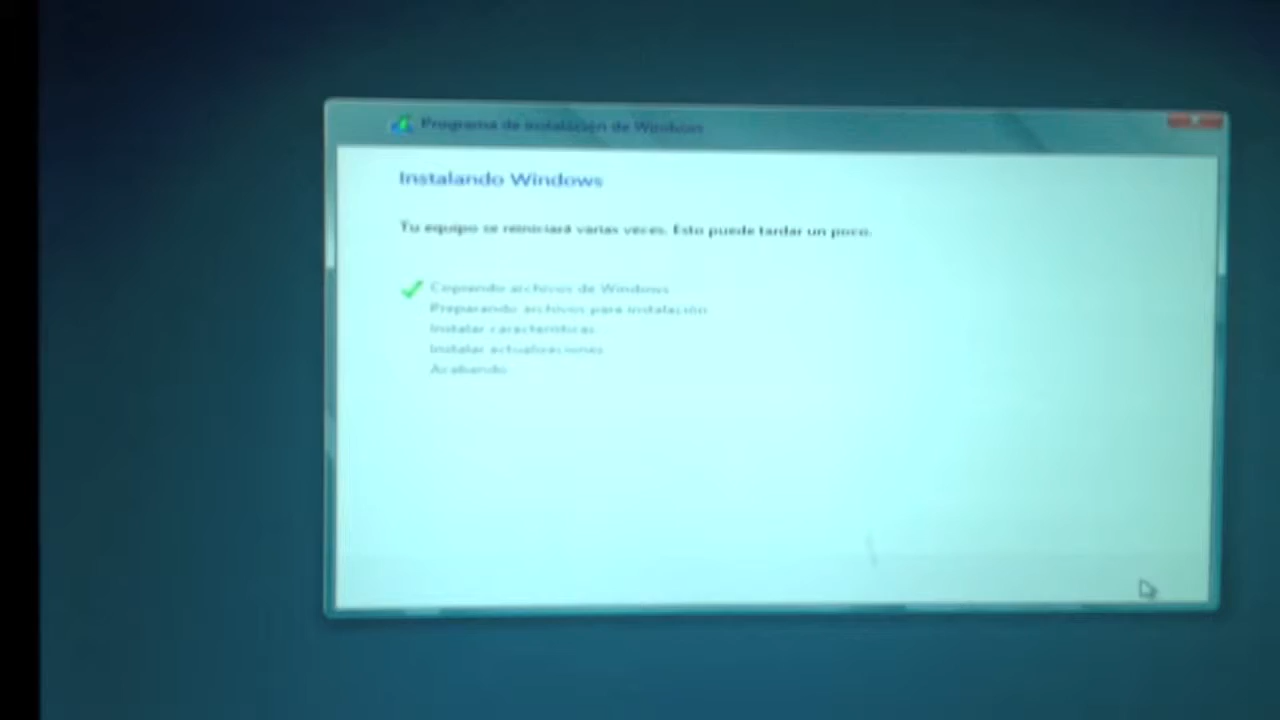 Programa de instalación de Windows
Instalando Windows
Tu equipo se reiniciará varias veces. Esto puede tardar un poco.
Copiando archivos de Windows
Preparando archivos para instalación
Instalar características
Instalar actualizaciones
Acabando